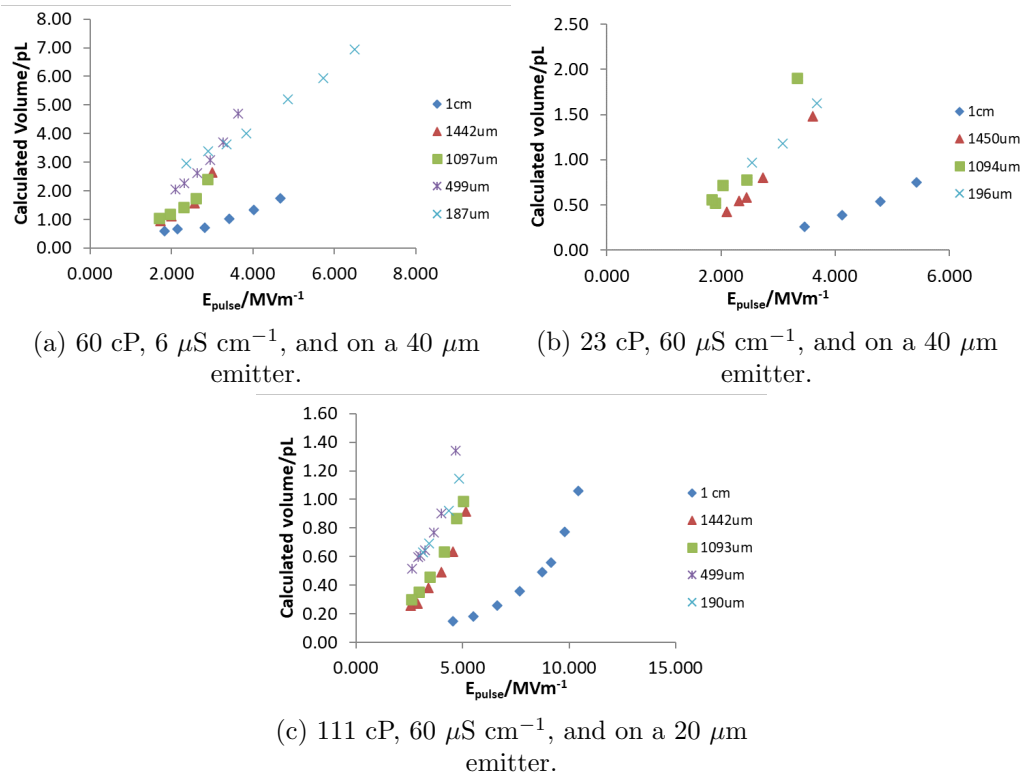 8.00
7.00
6.00
5.00
4.00
3.00
2.00
1.00
0.00
Calculated Volume/pL
0.000 2.000 4.000 6.000 8.000
E_pulse/MVm⁻¹
1cm
1442um
1097um
499um
187um
(a) 60 cP, 6 μS cm⁻¹, and on a 40 μm
emitter.
2.50
2.00
1.50
1.00
0.50
0.00
Calculated volume/pL
0.000 2.000 4.000 6.000
E_pulse/MVm⁻¹
1cm
1450um
1094um
196um
(b) 23 cP, 60 μS cm⁻¹, and on a 40 μm
emitter.
1.60
1.40
1.20
1.00
0.80
0.60
0.40
0.20
0.00
Calculated volume/pL
0.000 5.000 10.000 15.000
E_pulse/MVm⁻¹
1 cm
1442um
1093um
499um
190um
(c) 111 cP, 60 μS cm⁻¹, and on a 20 μm
emitter.